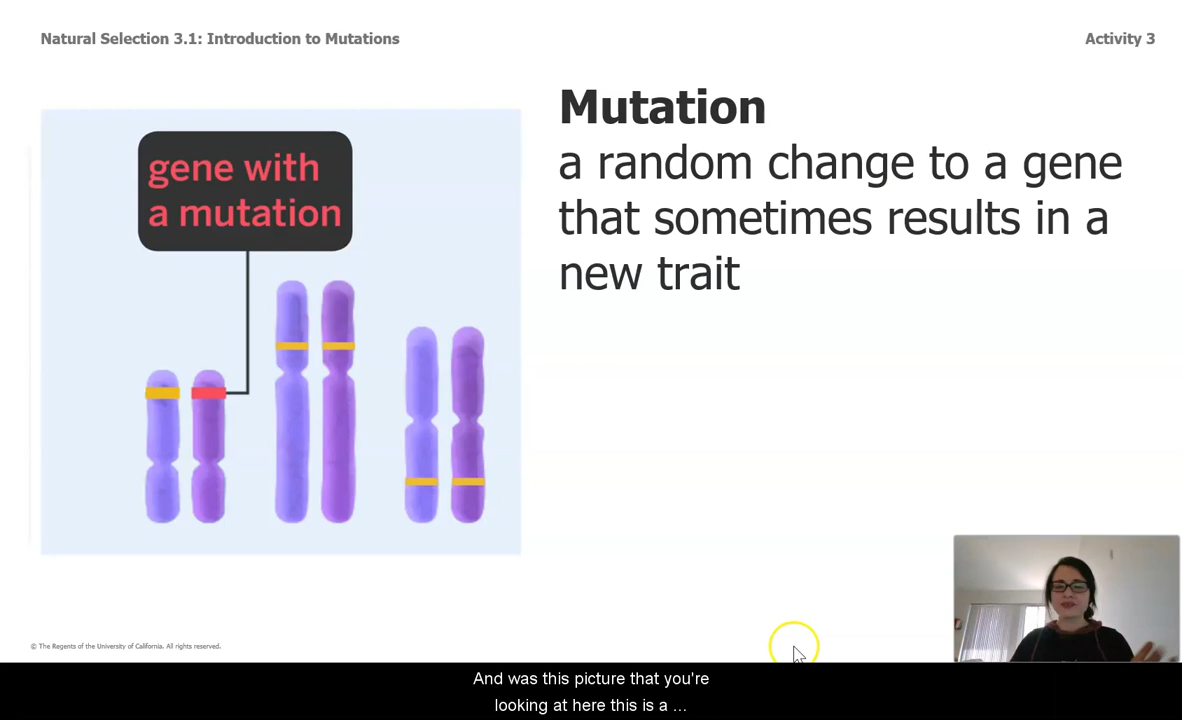 Natural Selection 3.1: Introduction to Mutations
Activity 3
gene with
a mutation
Mutation
a random change to a gene
that sometimes results in a
new trait
© The Regents of the University of California. All rights reserved.
And was this picture that you're
looking at here this is a ...